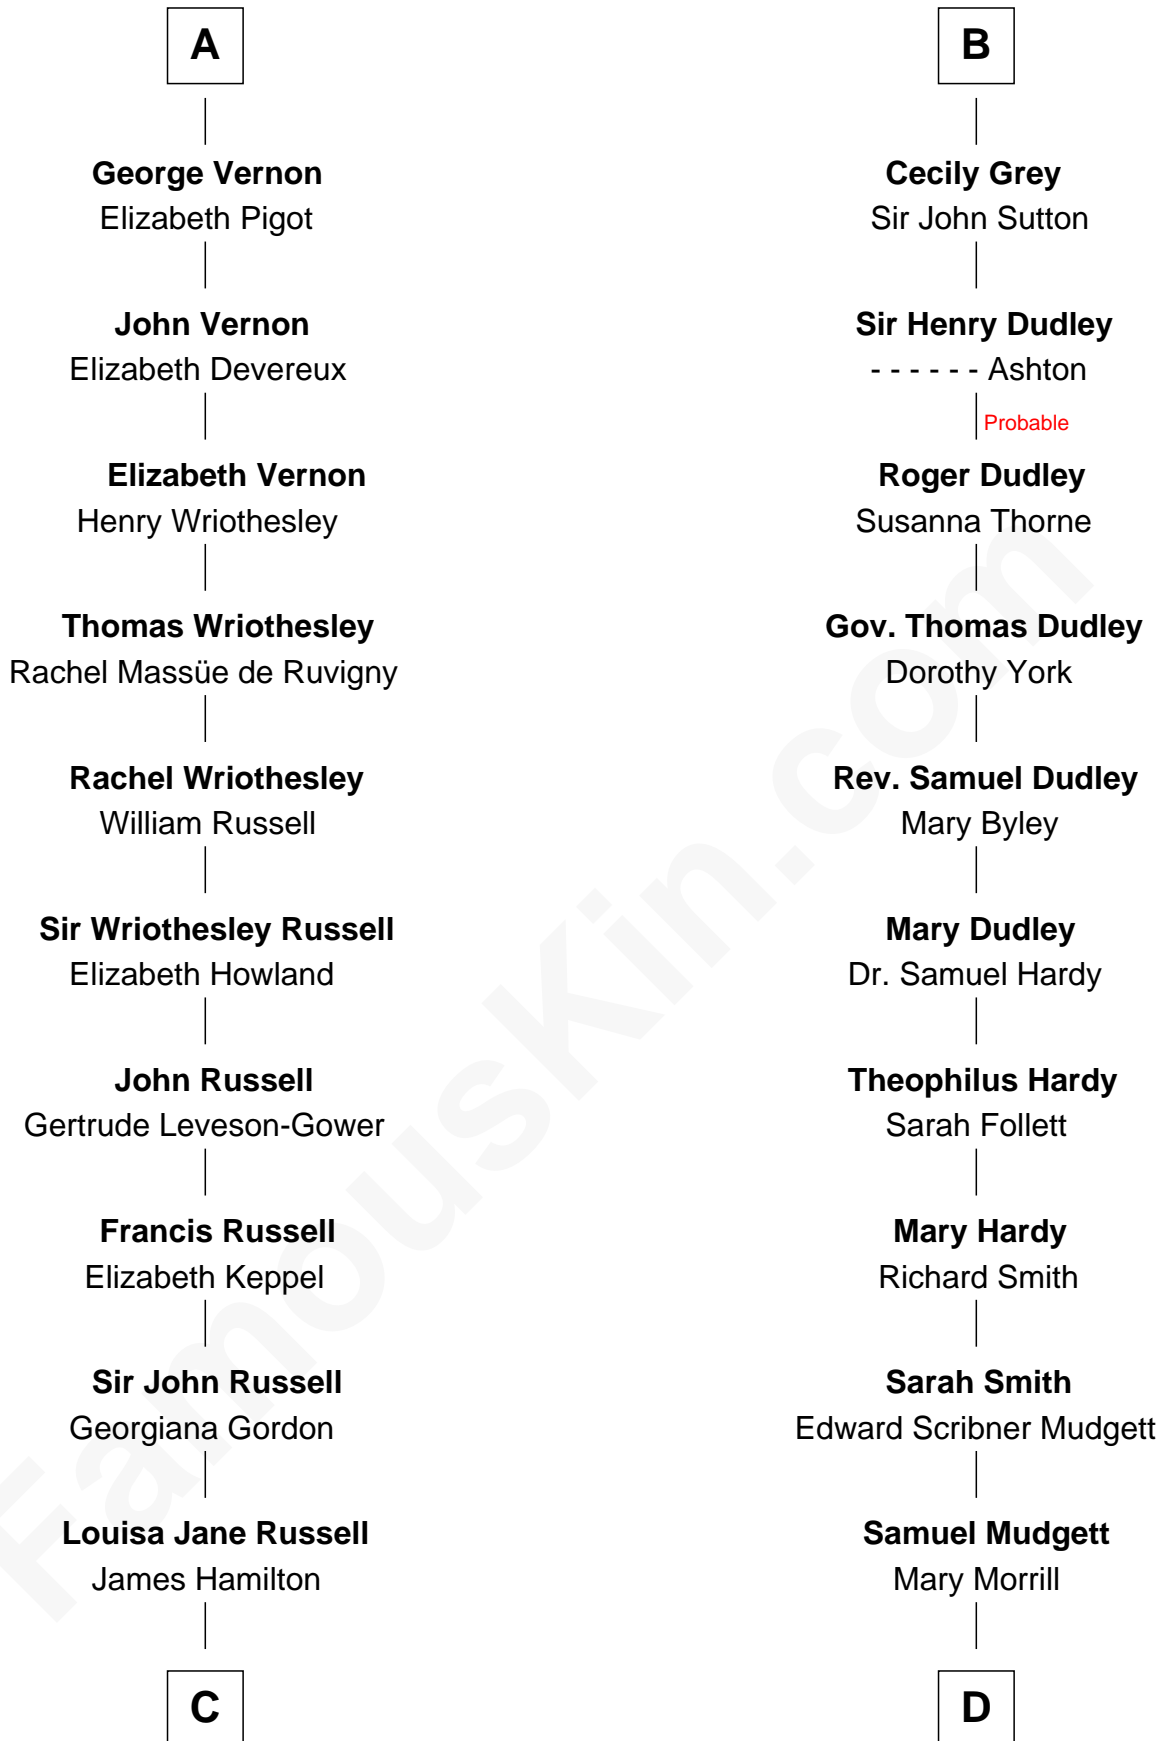 A
George Vernon
Elizabeth Pigot
John Vernon
Elizabeth Devereux
Elizabeth Vernon
Henry Wriothesley
Thomas Wriothesley
Rachel Massüe de Ruvigny
Rachel Wriothesley
William Russell
Sir Wriothesley Russell
Elizabeth Howland
John Russell
Gertrude Leveson-Gower
Francis Russell
Elizabeth Keppel
Sir John Russell
Georgiana Gordon
Louisa Jane Russell
James Hamilton
C
B
Cecily Grey
Sir John Sutton
Sir Henry Dudley
- - - - - - Ashton
Probable
Roger Dudley
Susanna Thorne
Gov. Thomas Dudley
Dorothy York
Rev. Samuel Dudley
Mary Byley
Mary Dudley
Dr. Samuel Hardy
Theophilus Hardy
Sarah Follett
Mary Hardy
Richard Smith
Sarah Smith
Edward Scribner Mudgett
Samuel Mudgett
Mary Morrill
D
FamousKin.com